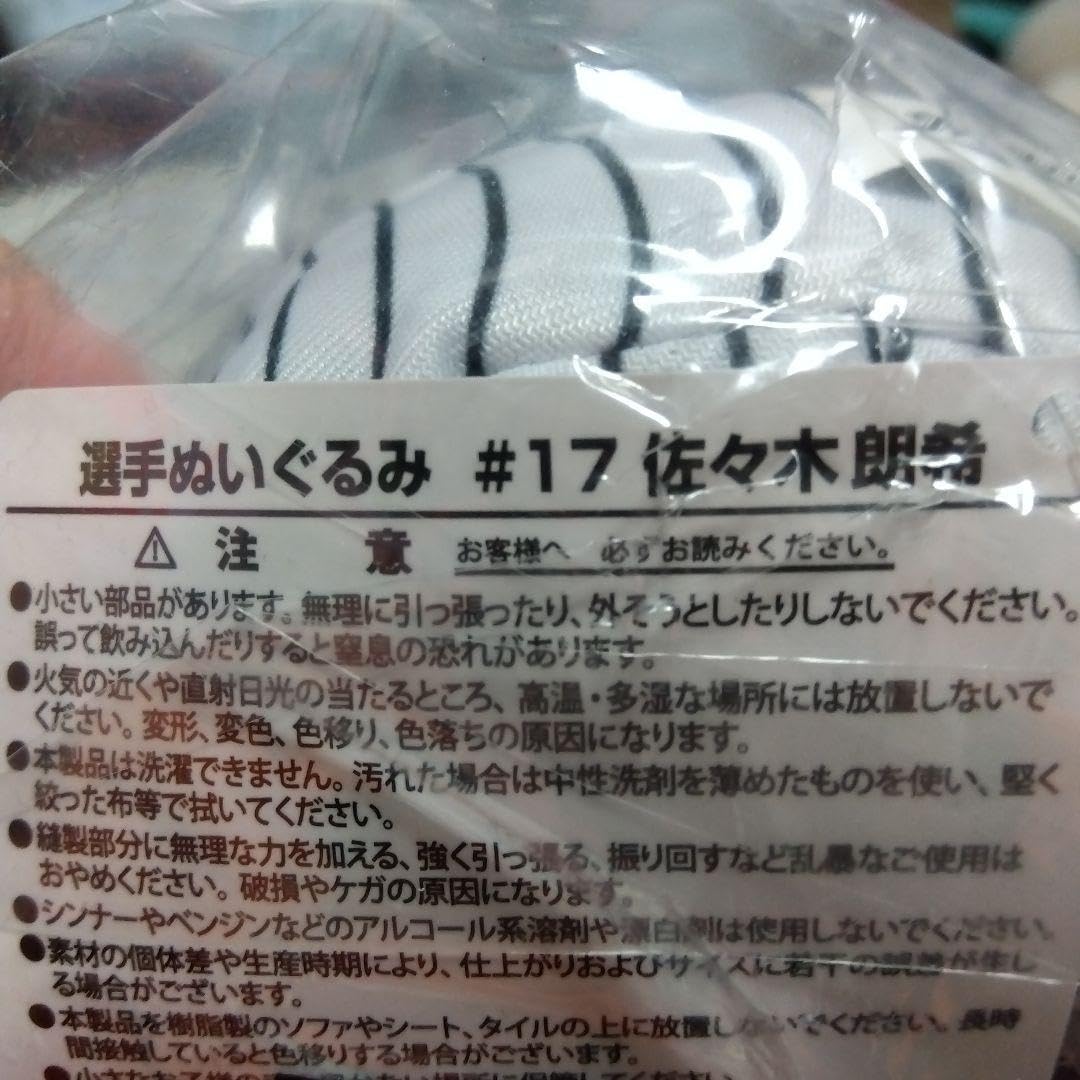 選手ぬいぐるみ #17 佐々木 朗希
⚠ 注 意 お客様へ 必ずお読みください。
●小さい部品があります。無理に引っ張ったり、外そうとしたりしないでください。
誤って飲み込んだりすると窒息の恐れがあります。
●火気の近くや直射日光の当たるところ、高温・多湿な場所には放置しないで
ください。変形、変色、色移り、色落ちの原因になります。
●本製品は洗濯できません。汚れた場合は中性洗剤を薄めたものを使い、堅く
絞った布等で拭いてください。
●縫製部分に無理な力を加える、強く引っ張る、振り回すなど乱暴なご使用は
おやめください。破損やケガの原因になります。
●シンナーやベンジンなどのアルコール系溶剤や漂白剤は使用しないでください。
●素材の個体差や生産時期により、仕上がりおよびサイズに若干の誤差が生じ
る場合がございます。
●本製品を樹脂製のソファやシート、タイルの上に放置しないでください。長時
間接触していると色移りする場合がございます。
●小さなお子様の
場所に保管してください。